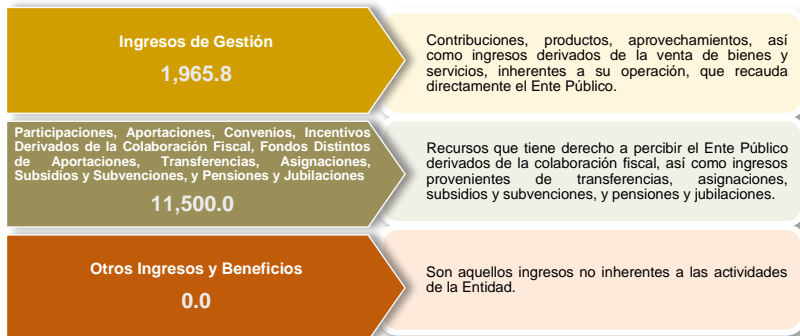 Ingresos de Gestión
1,965.8
Contribuciones, productos, aprovechamientos, así
como ingresos derivados de la venta de bienes y
servicios, inherentes a su operación, que recauda
directamente el Ente Público.
Participaciones, Aportaciones, Convenios, Incentivos
Derivados de la Colaboración Fiscal, Fondos Distintos
de Aportaciones, Transferencias, Asignaciones,
Subsidios y Subvenciones, y Pensiones y Jubilaciones
11,500.0
Recursos que tiene derecho a percibir el Ente Público
derivados de la colaboración fiscal, así como ingresos
provenientes de transferencias, asignaciones,
subsidios y subvenciones, y pensiones y jubilaciones.
Otros Ingresos y Beneficios
0.0
Son aquellos ingresos no inherentes a las actividades
de la Entidad.